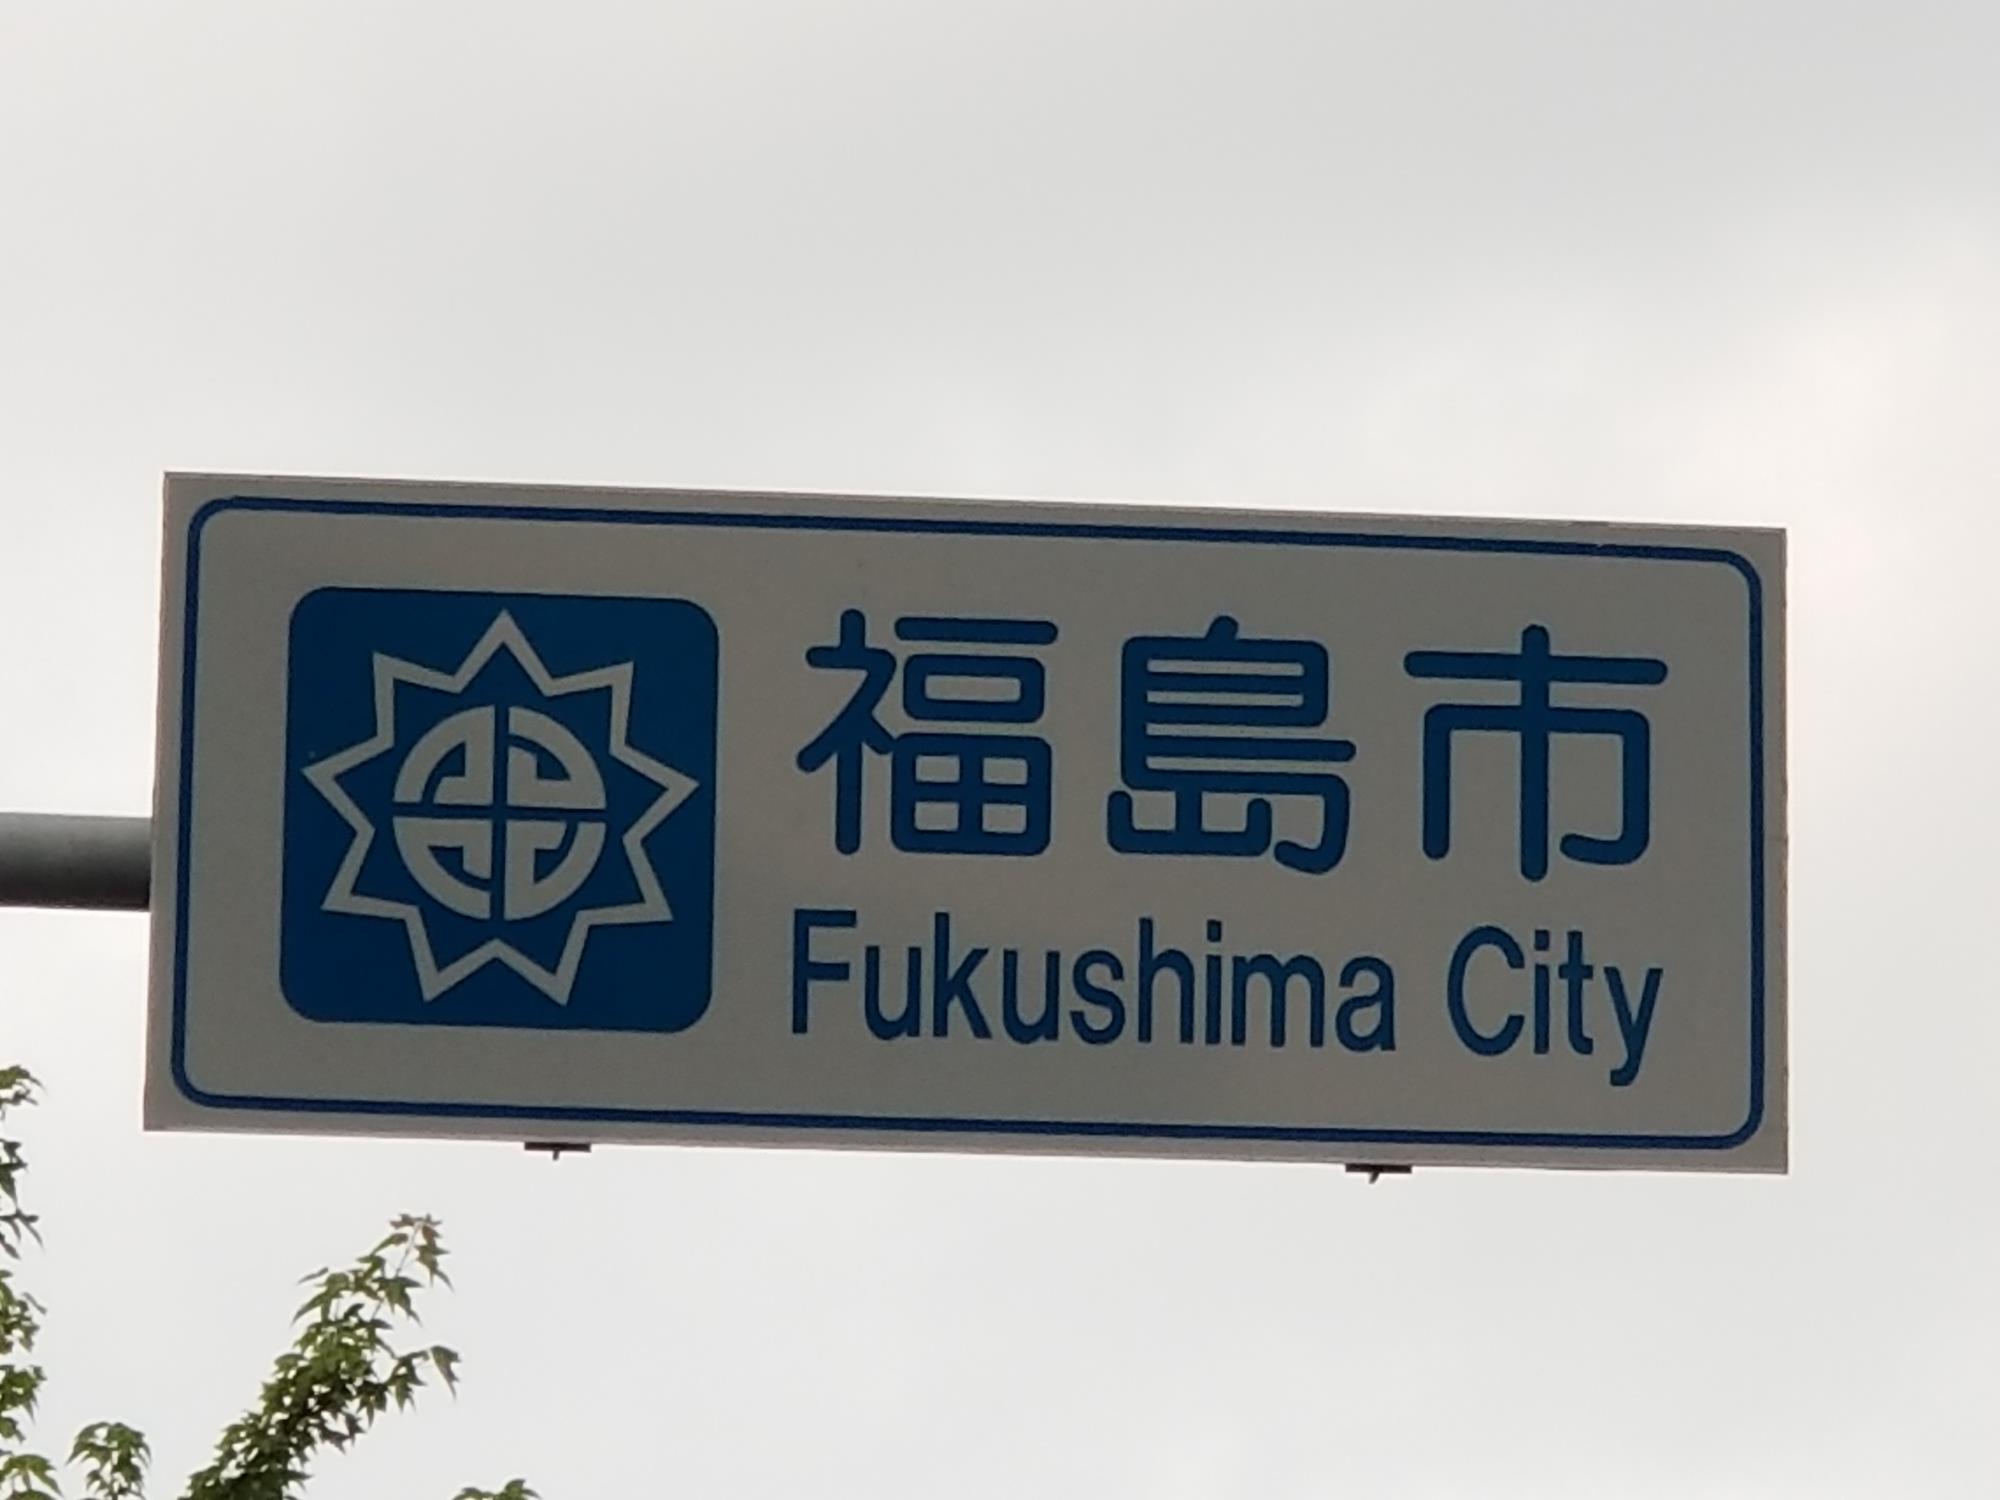 福島市
Fukushima City